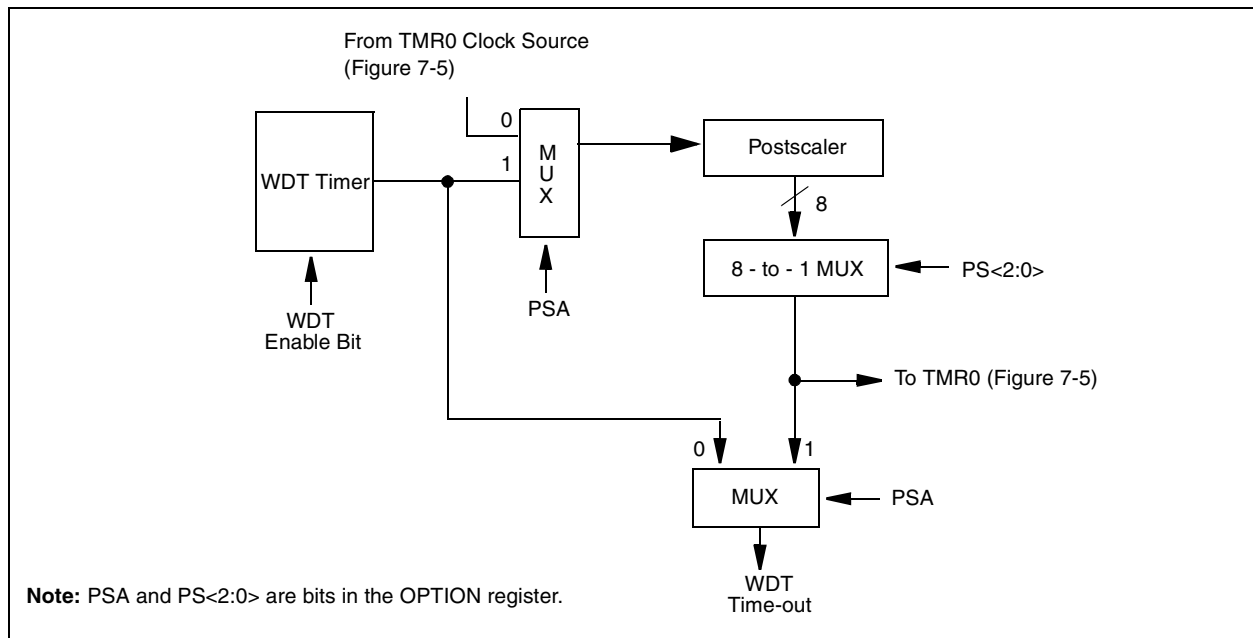 From TMR0 Clock Source
(Figure 7-5)
0
1
M
U
X
WDT Timer
Postscaler
8
8 - to - 1 MUX
PS<2:0>
PSA
WDT
Enable Bit
To TMR0 (Figure 7-5)
0
1
MUX
PSA
WDT
Time-out
Note: PSA and PS<2:0> are bits in the OPTION register.